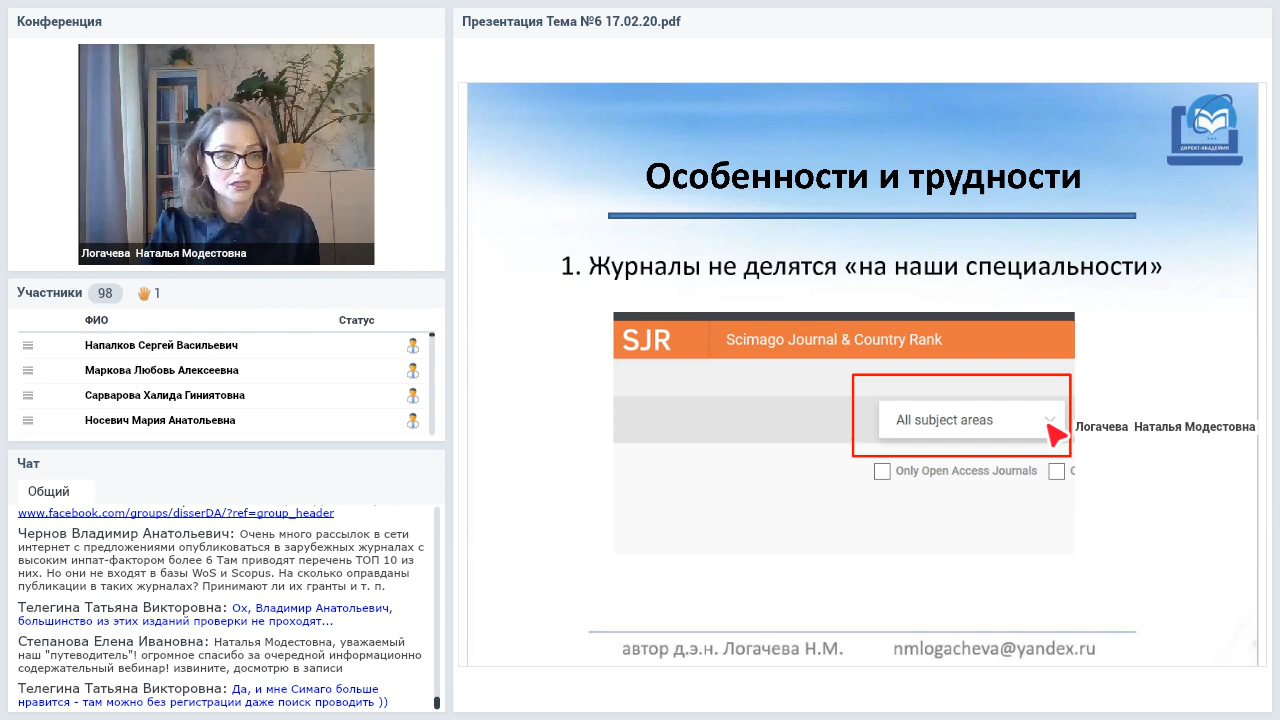 Конференция
Логачева Наталья Модестовна
Участники 98 1
ФИО Статус
Напалков Сергей Васильевич
Маркова Любовь Алексеевна
Сарварова Халида Гиниятовна
Носевич Мария Анатольевна
Чат
Общий
www.facebook.com/groups/disserDA/?ref=group_header
Чернов Владимир Анатольевич: Очень много рассылок в сети
интернет с предложениями опубликоваться в зарубежных журналах с
высоким инпат-фактором более 6 Там приводят перечень ТОП 10 из
них. Но они не входят в базы WoS и Scopus. На сколько оправданы
публикации в таких журналах? Принимают ли их гранты и т. п.
Телегина Татьяна Викторовна: Ох, Владимир Анатольевич,
большинство из этих изданий проверки не проходят...
Степанова Елена Ивановна: Наталья Модестовна, уважаемый
наш "путеводитель"! огромное спасибо за очередной информационно
содержательный вебинар! извините, досмотрю в записи
Телегина Татьяна Викторовна: Да, и мне Симаго больше
нравится - там можно без регистрации даже поиск проводить ))
Презентация Тема №6 17.02.20.pdf
ДИРЕКТ-АКАДЕМИЯ
Особенности и трудности
1. Журналы не делятся «на наши специальности»
SJR Scimago Journal & Country Rank
All subject areas
Логачева Наталья Модестовна
Only Open Access Journals
автор д.э.н. Логачева Н.М. nmlogacheva@yandex.ru